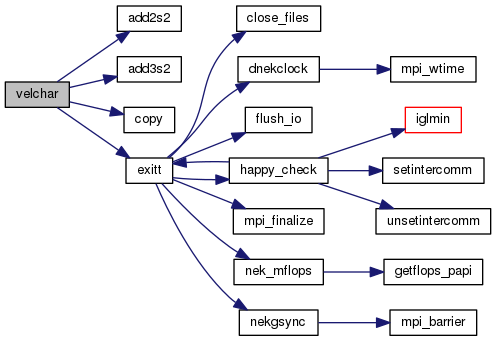 velchar
add2s2
add3s2
copy
exitt
close_files
dnekclock
flush_io
happy_check
mpi_finalize
nek_mflops
nekgsync
mpi_wtime
iglmin
setintercomm
unsetintercomm
getflops_papi
mpi_barrier